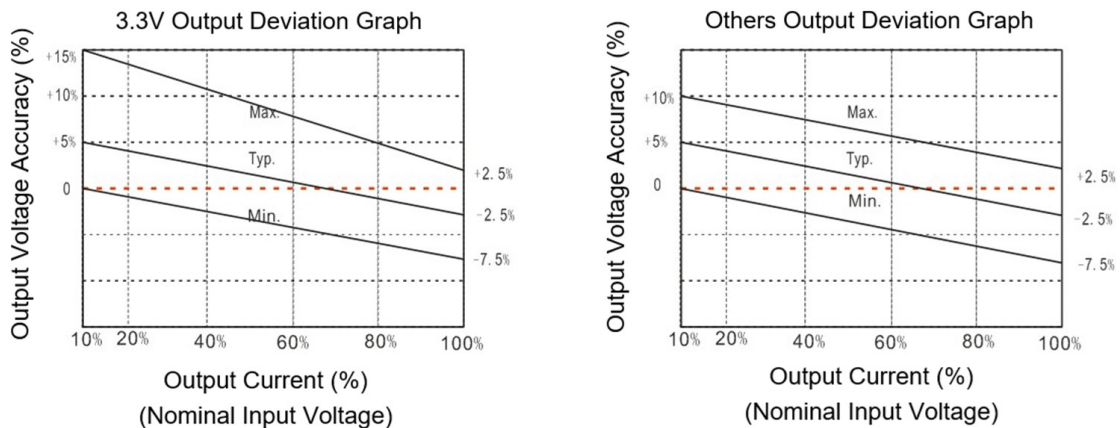 3.3V Output Deviation Graph
Output Voltage Accuracy (%)
+15%
+10%
+5%
0
Max.
Typ.
Min.
+2.5%
-2.5%
-7.5%
10% 20% 40% 60% 80% 100%
Output Current (%)
(Nominal Input Voltage)
Others Output Deviation Graph
Output Voltage Accuracy (%)
+10%
+5%
0
Max.
Typ.
Min.
+2.5%
-2.5%
-7.5%
10% 20% 40% 60% 80% 100%
Output Current (%)
(Nominal Input Voltage)